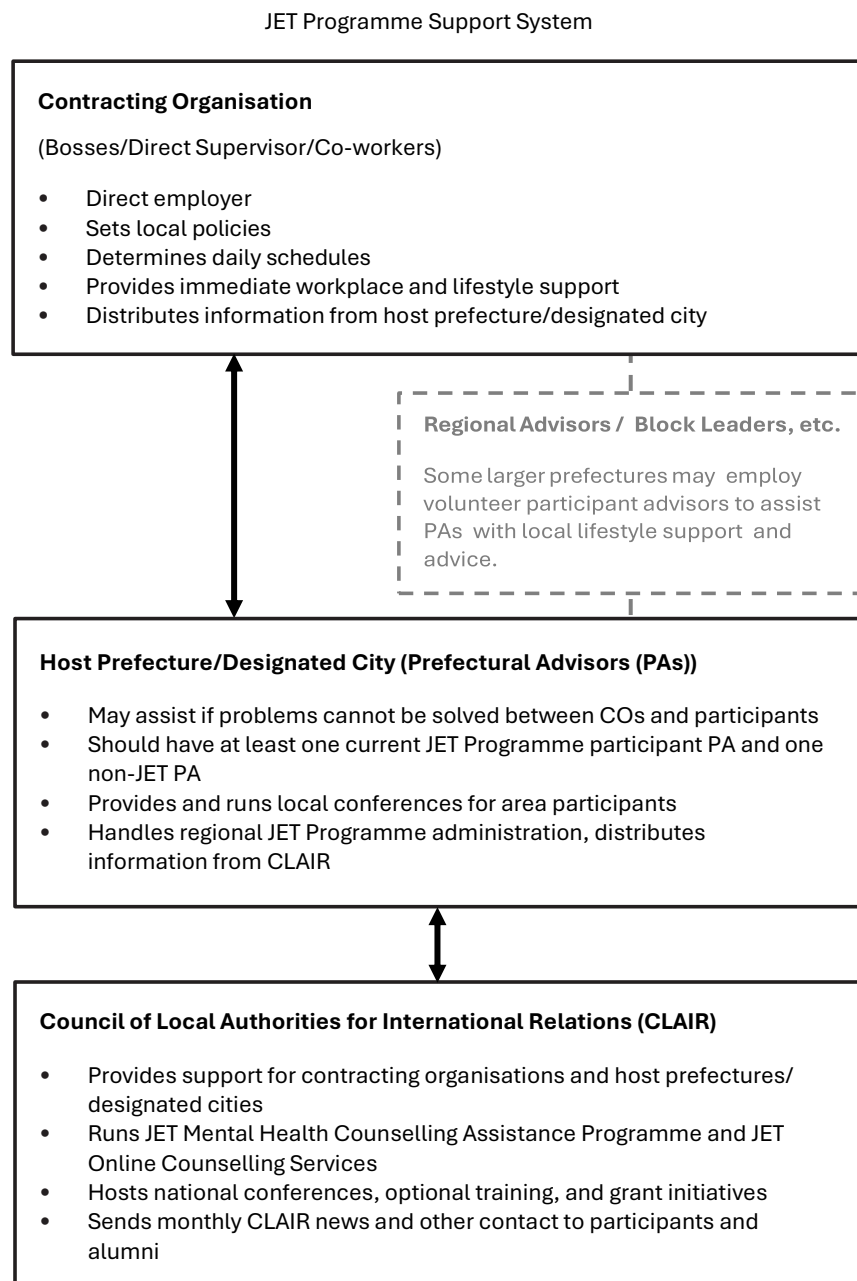 JET Programme Support System
Contracting Organisation
(Bosses/Direct Supervisor/Co-workers)
• Direct employer
• Sets local policies
• Determines daily schedules
• Provides immediate workplace and lifestyle support
• Distributes information from host prefecture/designated city
Regional Advisors / Block Leaders, etc.
Some larger prefectures may employ
volunteer participant advisors to assist
PAs with local lifestyle support and
advice.
Host Prefecture/Designated City (Prefectural Advisors (PAs))
• May assist if problems cannot be solved between COs and participants
• Should have at least one current JET Programme participant PA and one
non-JET PA
• Provides and runs local conferences for area participants
• Handles regional JET Programme administration, distributes
information from CLAIR
Council of Local Authorities for International Relations (CLAIR)
• Provides support for contracting organisations and host prefectures/
designated cities
• Runs JET Mental Health Counselling Assistance Programme and JET
Online Counselling Services
• Hosts national conferences, optional training, and grant initiatives
• Sends monthly CLAIR news and other contact to participants and
alumni